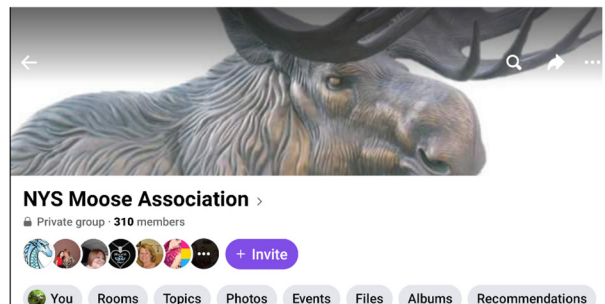 NYS Moose Association
Private group · 310 members
+ Invite
You Rooms Topics Photos Events Files Albums Recommendations